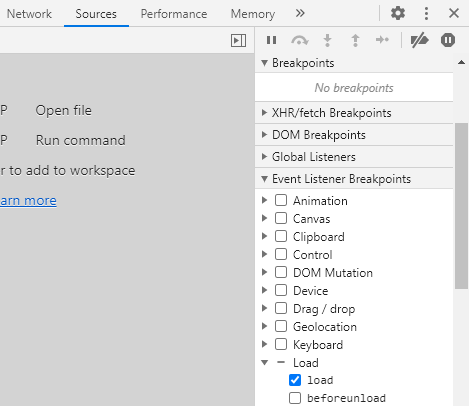 Network Sources Performance Memory
P Open file
P Run command
r to add to workspace
arn more
Breakpoints
No breakpoints
XHR/fetch Breakpoints
DOM Breakpoints
Global Listeners
Event Listener Breakpoints
Animation
Canvas
Clipboard
Control
DOM Mutation
Device
Drag / drop
Geolocation
Keyboard
Load
load
beforeunload